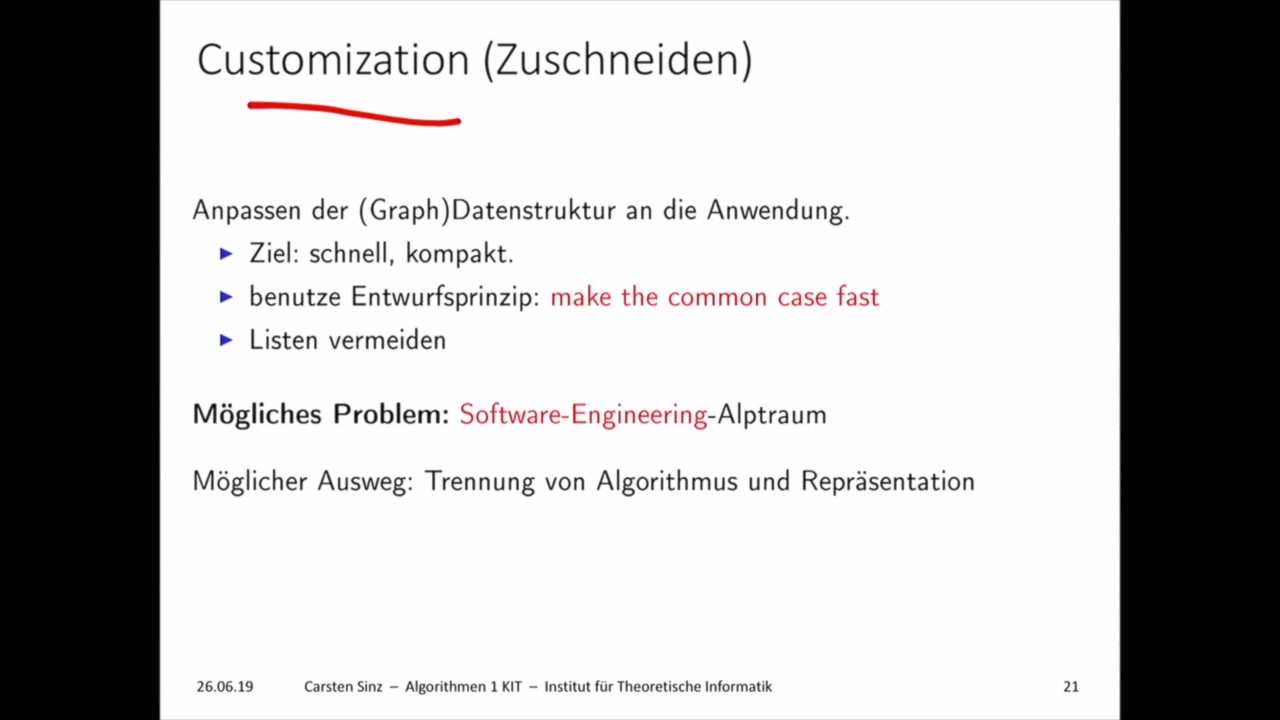 Customization (Zuschneiden)
Anpassen der (Graph)Datenstruktur an die Anwendung.
▶ Ziel: schnell, kompakt.
▶ benutze Entwurfsprinzip: make the common case fast
▶ Listen vermeiden
Mögliches Problem: Software-Engineering-Alptraum
Möglicher Ausweg: Trennung von Algorithmus und Repräsentation
26.06.19 Carsten Sinz – Algorithmen 1 KIT – Institut für Theoretische Informatik 21